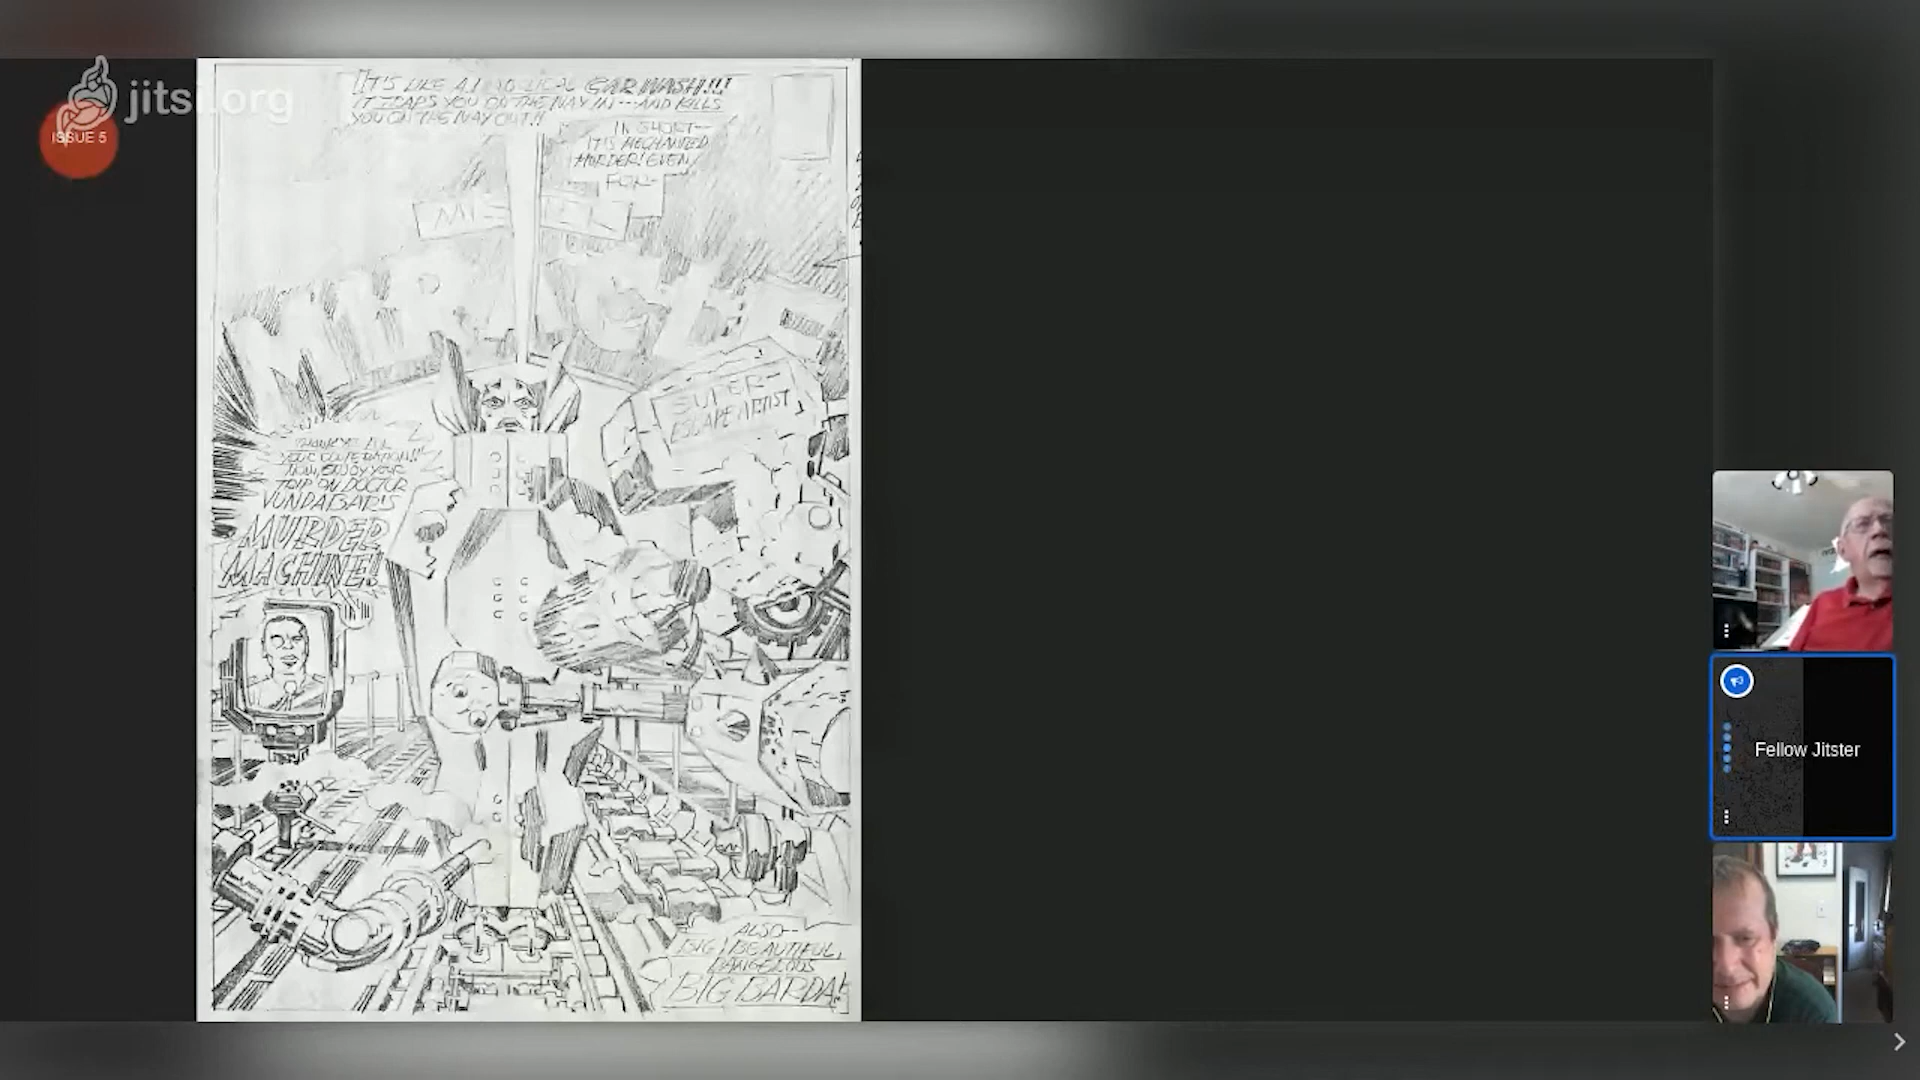 jitsi.org
ISSUE 5
IT'S LIKE A CAR WASH!!!
IT TRAPS YOU ON THE WAY IN---AND KILLS
YOU ON THE WAY OUT!!
IN SHORT--
IT'S MECHANIZED
MURDER! EVEN
FOR--
MI
SUPER-
ESCAPE ARTIST
YOUR COOPERATION!!
NOW, ENJOY YOUR
TRIP ON DOCTOR
VUNDABAR'S
MURDER
MACHINE!
Fellow Jitster
ALSO--
BIG, BEAUTIFUL,
DANGEROUS
BIG BARDA!